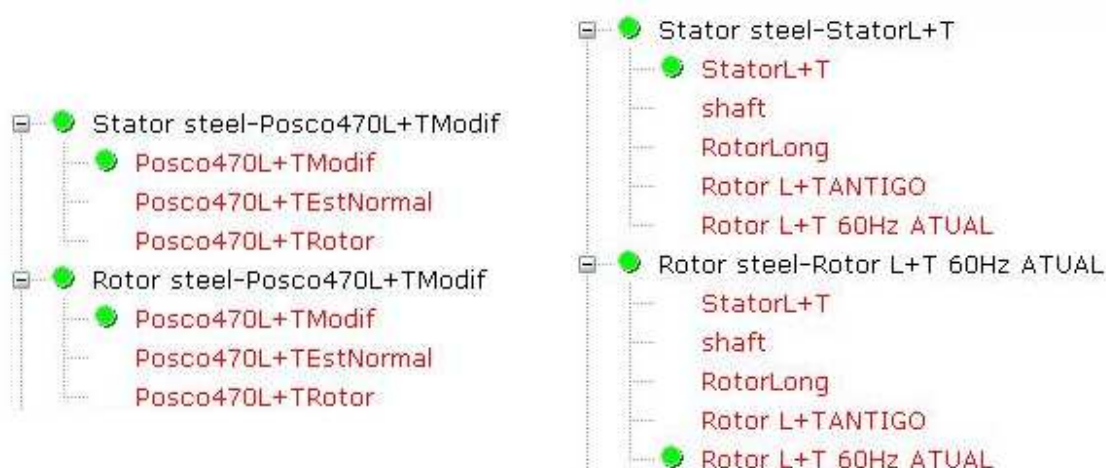 Stator steel-Posco470L+TModif
Posco470L+TModif
Posco470L+TEstNormal
Posco470L+TRotor
Rotor steel-Posco470L+TModif
Posco470L+TModif
Posco470L+TEstNormal
Posco470L+TRotor
Stator steel-StatorL+T
StatorL+T
shaft
RotorLong
Rotor L+TANTIGO
Rotor L+T 60Hz ATUAL
Rotor steel-Rotor L+T 60Hz ATUAL
StatorL+T
shaft
RotorLong
Rotor L+TANTIGO
Rotor L+T 60Hz ATUAL